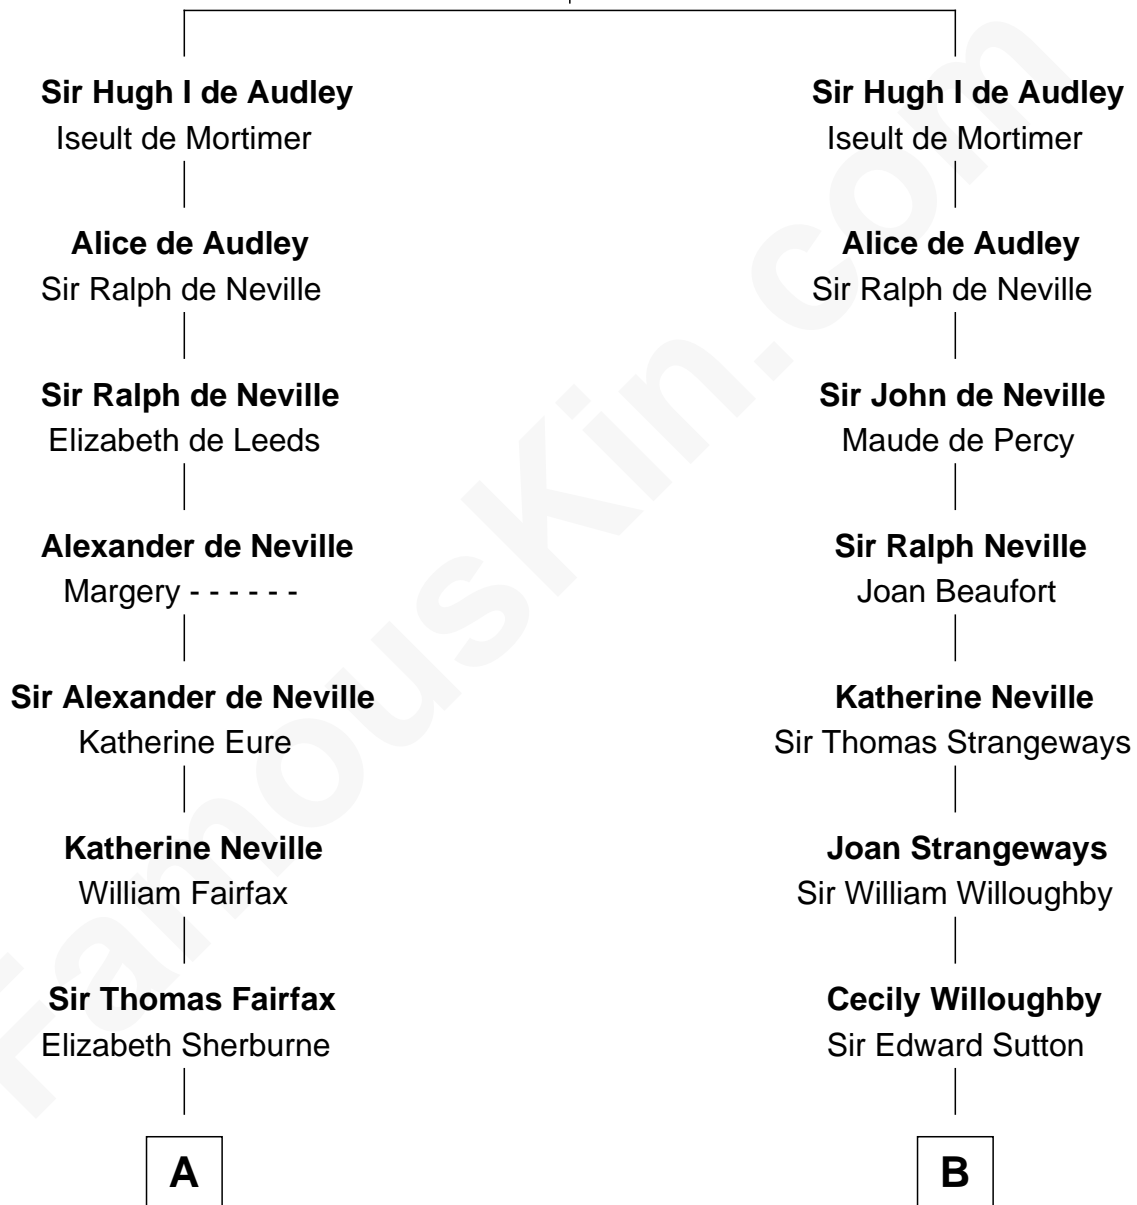 Sir Hugh I de Audley
Iseult de Mortimer
Alice de Audley
Sir Ralph de Neville
Sir Ralph de Neville
Elizabeth de Leeds
Alexander de Neville
Margery - - - - - -
Sir Alexander de Neville
Katherine Eure
Katherine Neville
William Fairfax
Sir Thomas Fairfax
Elizabeth Sherburne
A
Sir Hugh I de Audley
Iseult de Mortimer
Alice de Audley
Sir Ralph de Neville
Sir John de Neville
Maude de Percy
Sir Ralph Neville
Joan Beaufort
Katherine Neville
Sir Thomas Strangeways
Joan Strangeways
Sir William Willoughby
Cecily Willoughby
Sir Edward Sutton
B
FamousKin.com